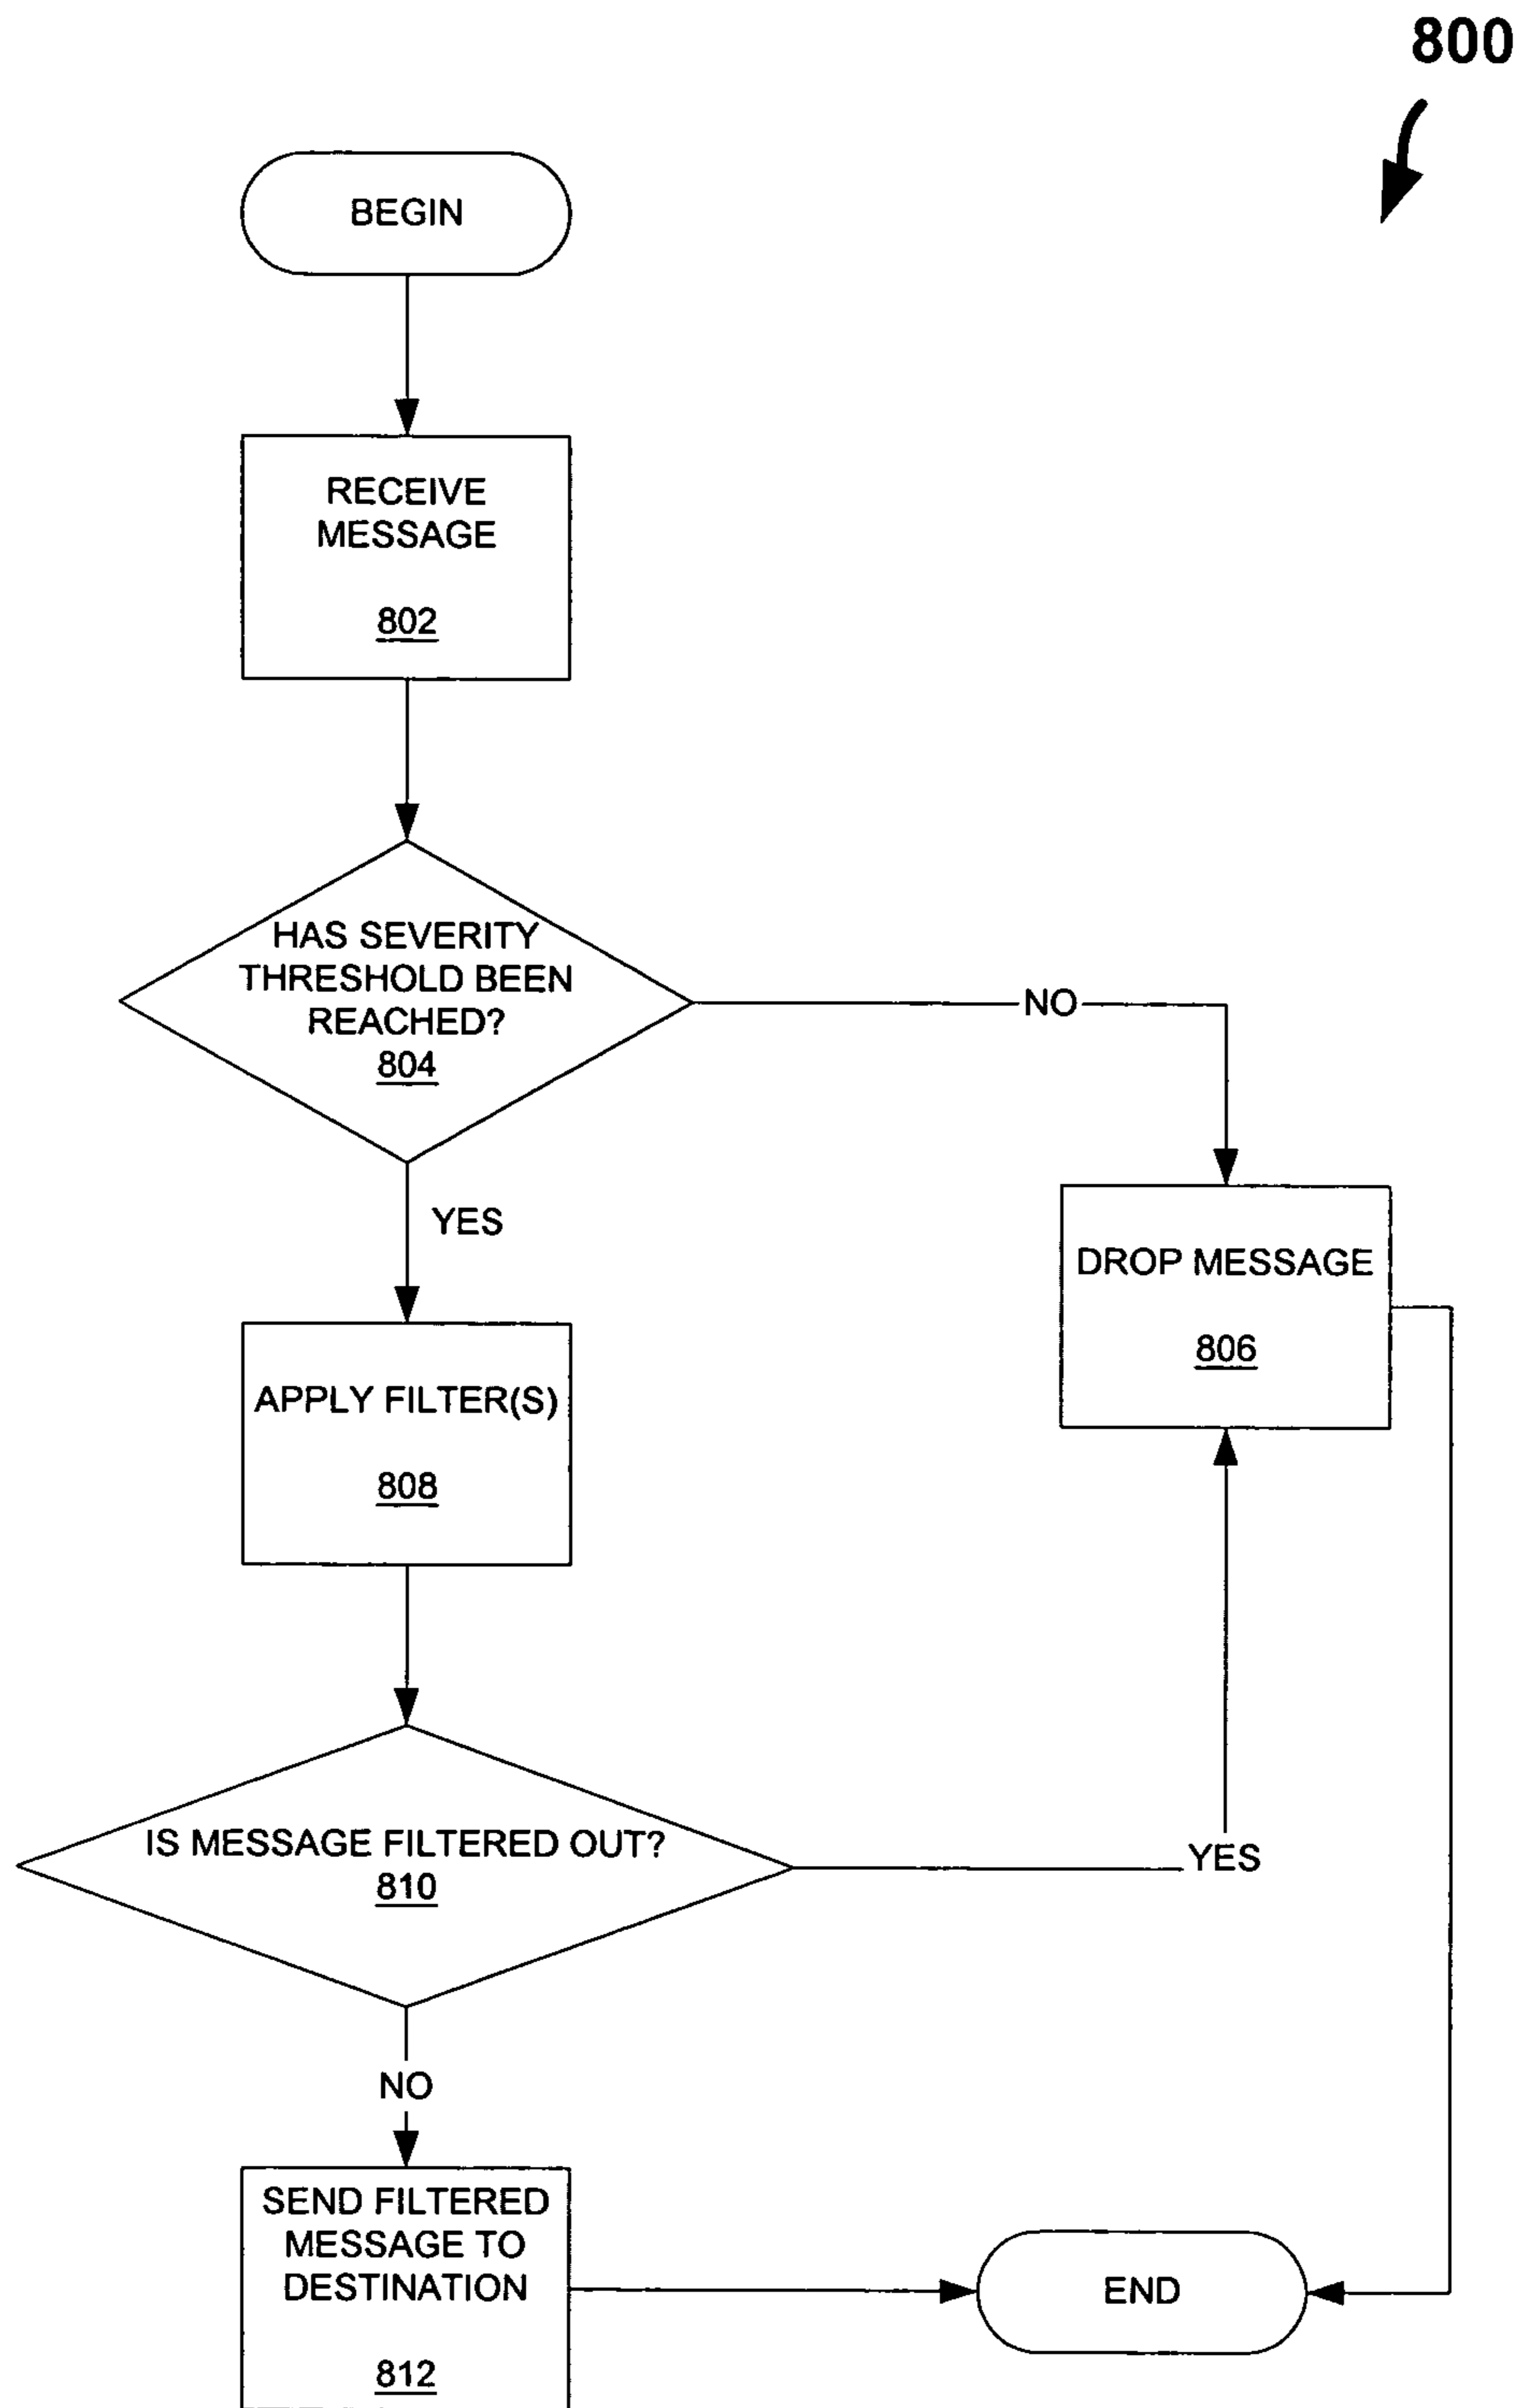 800
BEGIN
RECEIVE
MESSAGE
802
HAS SEVERITY
THRESHOLD BEEN
REACHED?
804
NO
YES
DROP MESSAGE
806
APPLY FILTER(S)
808
IS MESSAGE FILTERED OUT?
810
YES
NO
SEND FILTERED
MESSAGE TO
DESTINATION
812
END